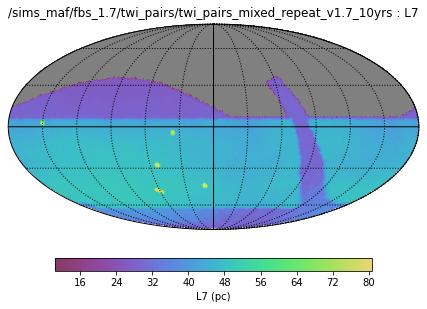 /sims_maf/fbs_1.7/twi_pairs/twi_pairs_mixed_repeat_v1.7_10yrs : L7
16 24 32 40 48 56 64 72 80
L7 (pc)